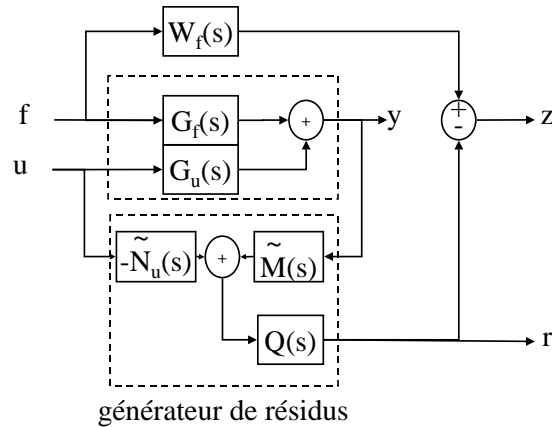 W_f(s)
+
-
f
G_f(s)
+
y
z
u
G_u(s)
-Ñ_u(s)
+
M̃(s)
Q(s)
r
générateur de résidus